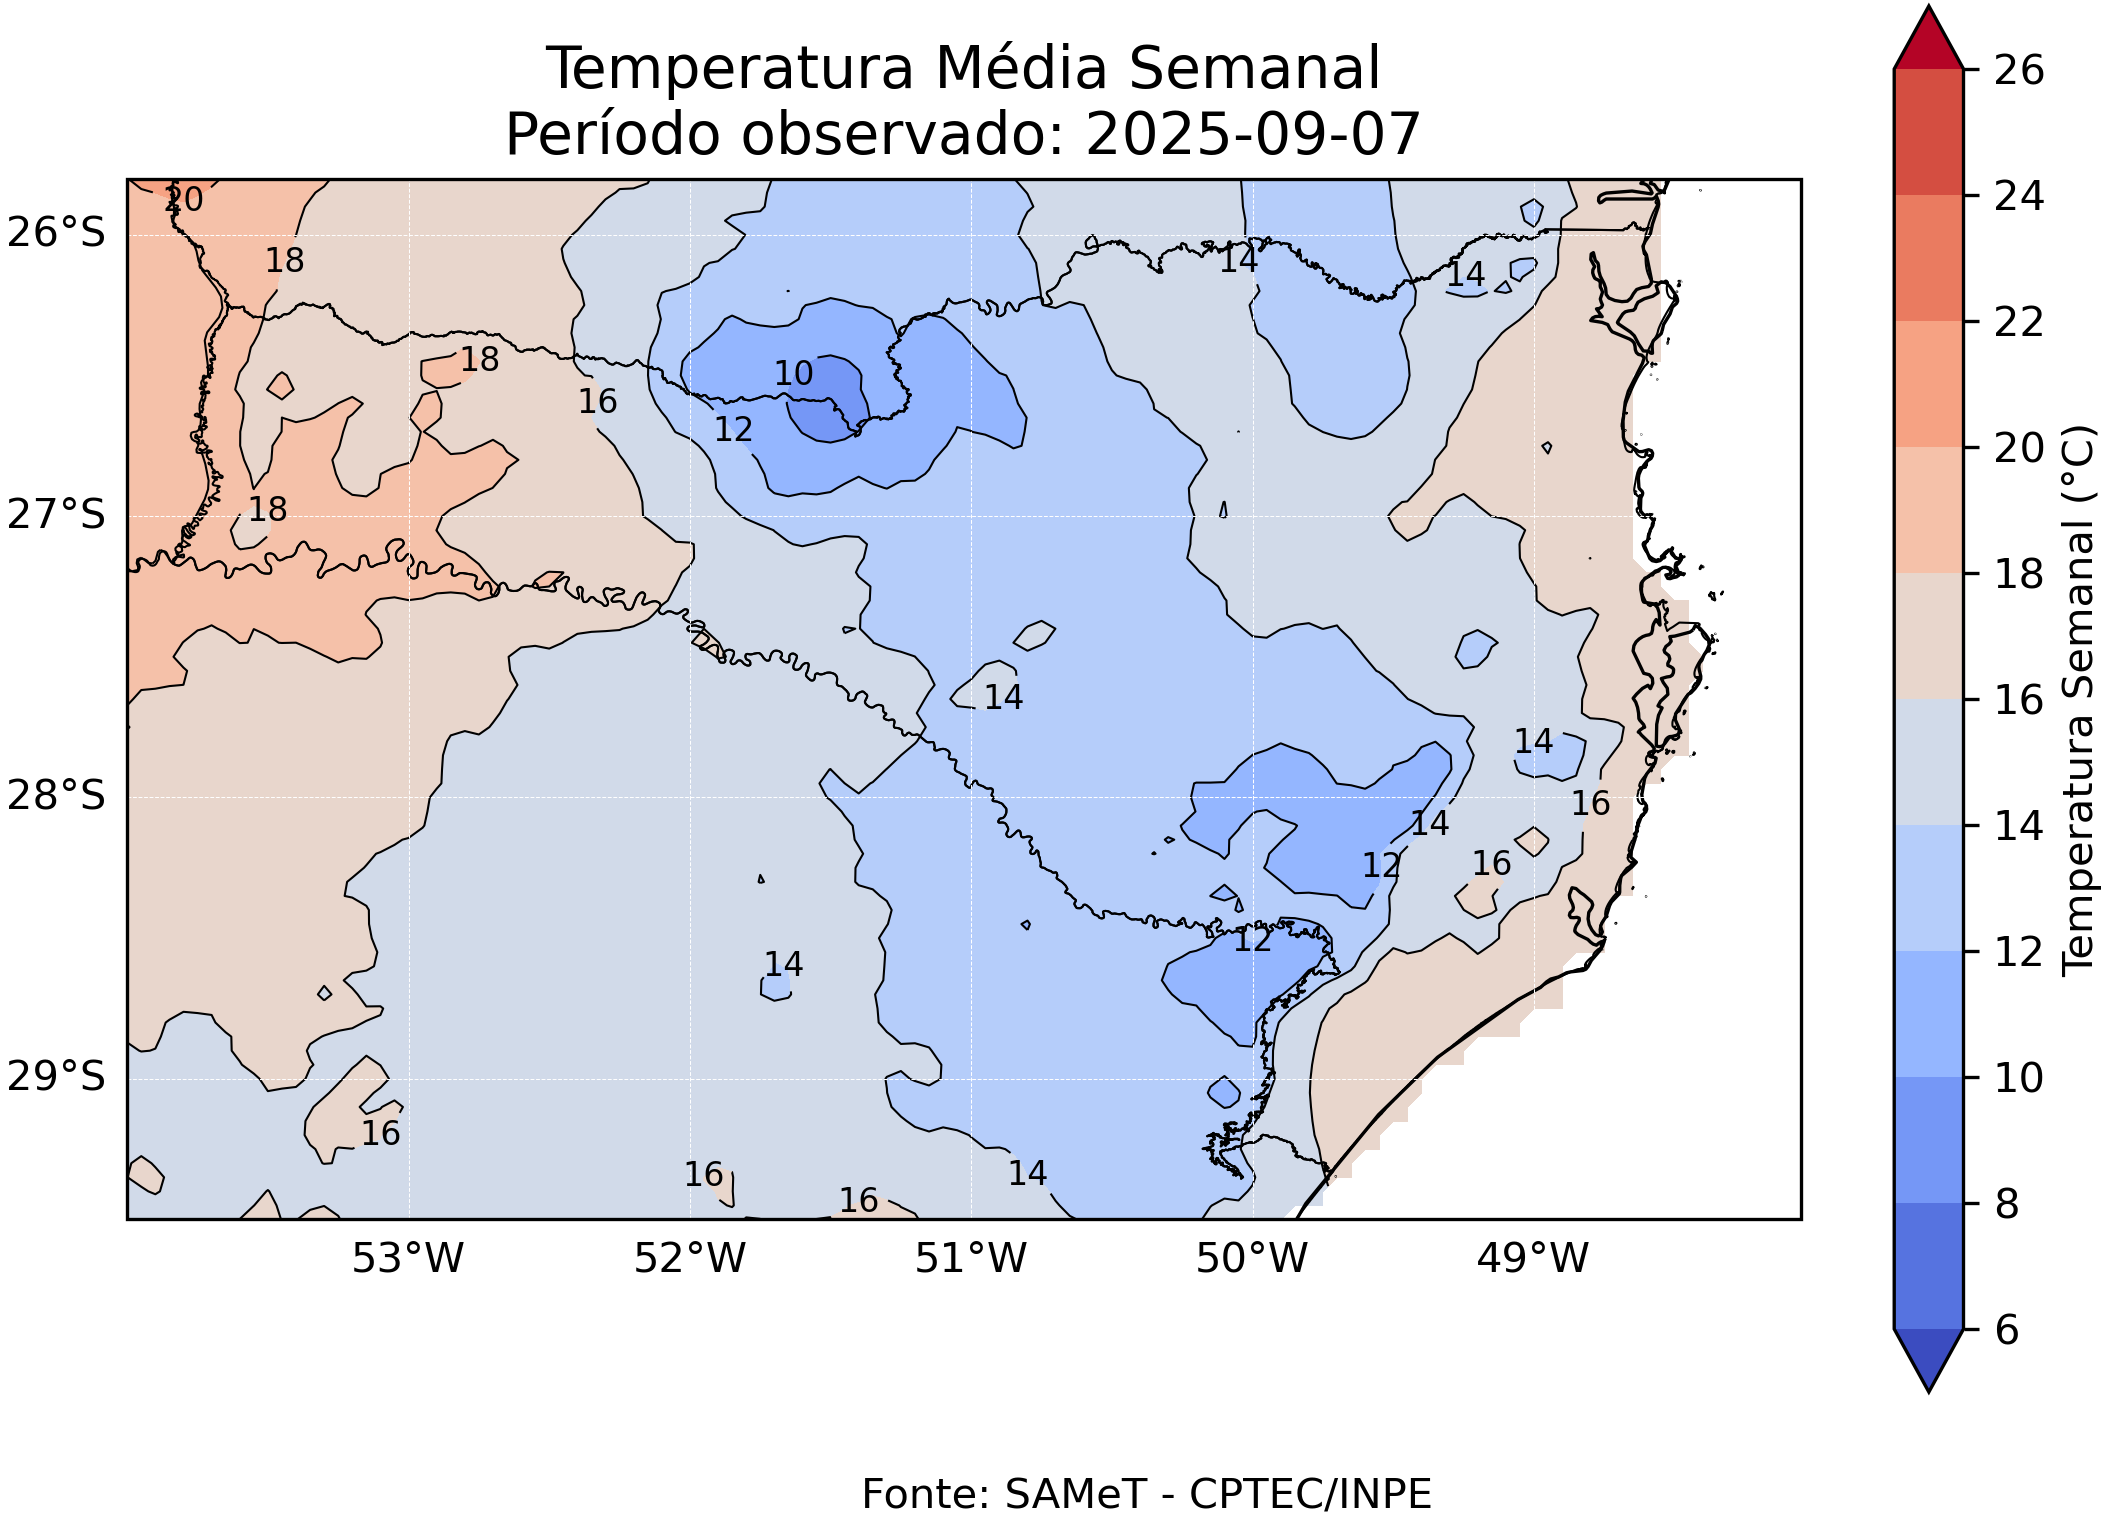 Temperatura Média Semanal
Período observado: 2025-09-07
26°S
27°S
28°S
29°S
20
18
14
14
18
10
16
12
18
14
14
16
14
16
12
12
14
16
16
14
16
53°W
52°W
51°W
50°W
49°W
26
24
22
20
18
16
14
12
10
8
6
Temperatura Semanal (°C)
Fonte: SAMeT - CPTEC/INPE